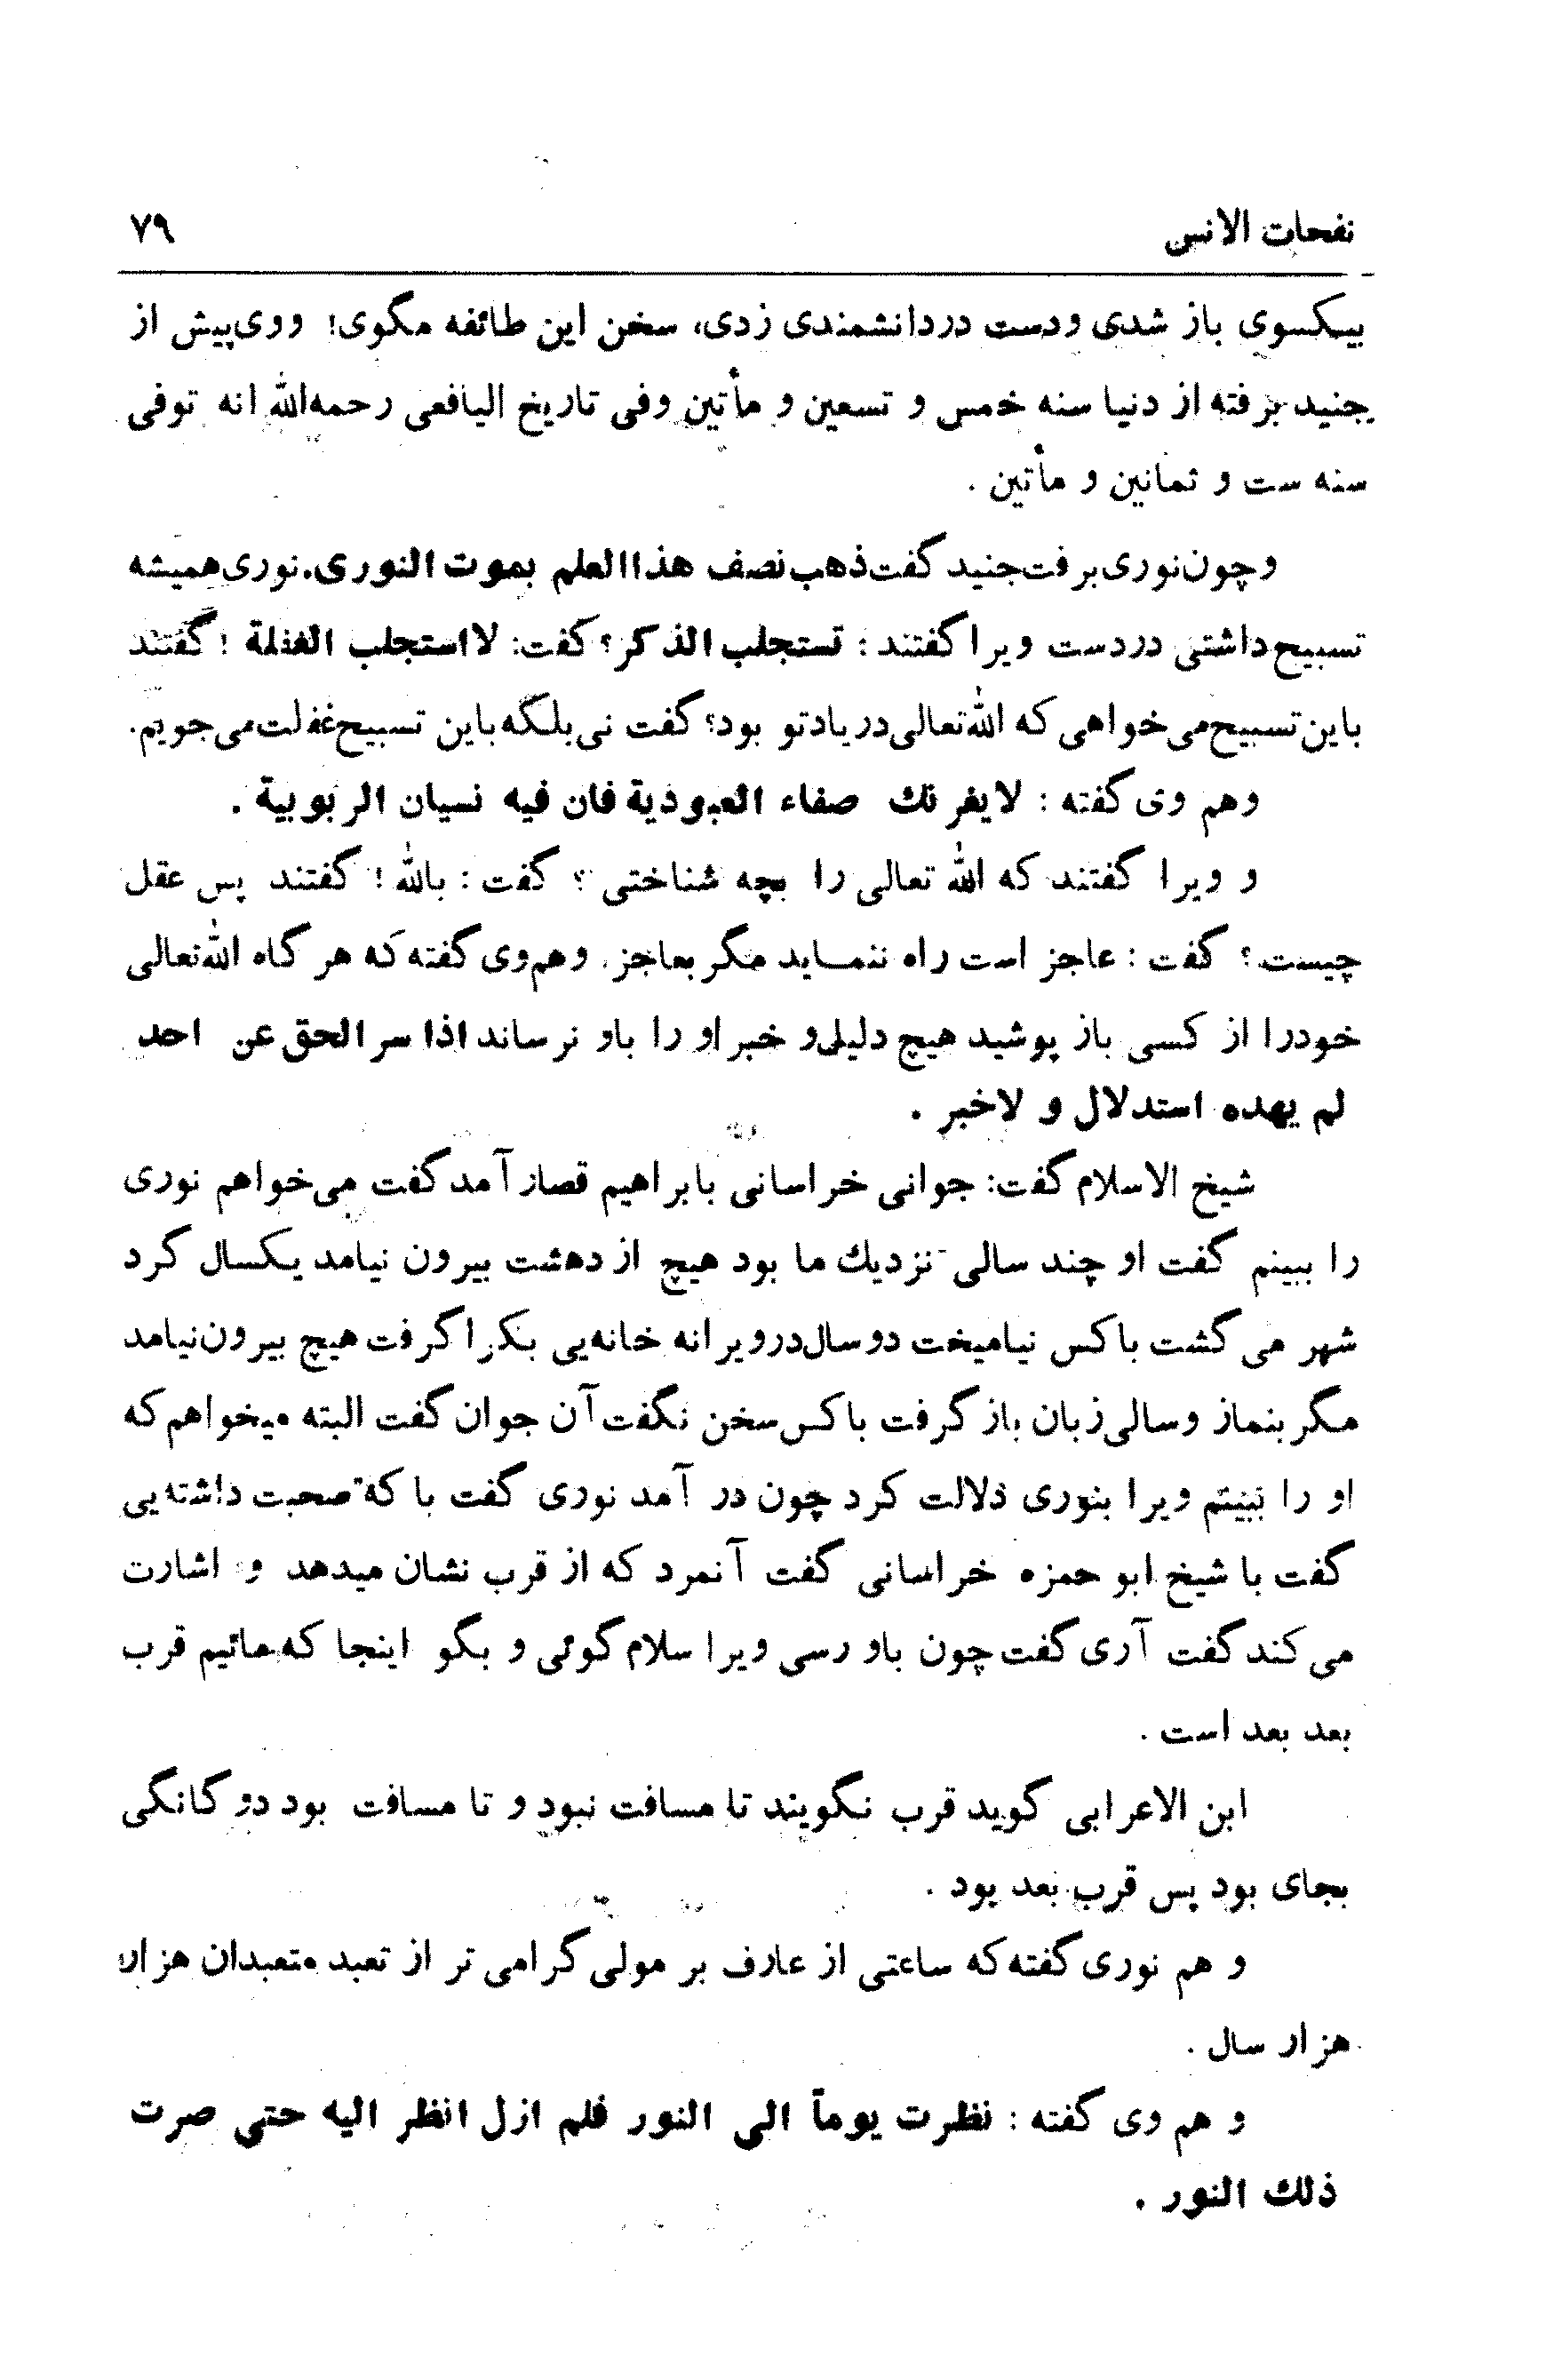 نفحات الانس
۷۹
بیکسوی باز شدی ودست دردانشمندی زدی، سخن این طائفه مگوی! ووی‌پیش از
جنید برفته از دنیا سنه خمس و تسعین و مأتین وفی تاریخ الیافعی رحمه‌الله انه توفی
سنه ست و ثمانین و مأتین .
وچون‌نوری‌برفت‌جنید گفت‌ذهب‌نصف هذاالعلم بموت النوری.نوری‌همیشه
تسبیح‌داشتی دردست ویرا گفتند : تستجلب الذکر؟ کفت: لااستجلب الغفلة ! گفتند
باین‌تسبیح‌می‌خواهی که الله‌تعالی‌دریادتو بود؟ گفت نی‌بلکه‌باین تسبیح‌غفلت‌می‌جویم.
وهم وی گفته : لایغرنك صفاء العبودیة فان فیه نسیان الربوبیة .
و ویرا گفتند که الله تعالی را بچه شناختی ؟ گفت : بالله ! گفتند پس عقل
چیست؟ گفت : عاجز است راه ننماید مگر بعاجز. وهم‌وی گفته که هر گاه الله‌تعالی
خودرا از کسی باز پوشید هیچ دلیل‌و خبر او را باو نرساند اذا سر الحق عن احد
لم یهده استدلال و لاخبر .
شیخ الاسلام گفت: جوانی خراسانی بابراهیم قصار آمد گفت می‌خواهم نوری
را ببینم گفت او چند سالی نزدیك ما بود هیچ از دهشت بیرون نیامد یکسال گرد
شهر می گشت باکس نیامیخت دوسال‌درویرانه خانه‌یی بکرا گرفت هیچ بیرون‌نیامد
مگر بنماز وسالی‌زبان باز گرفت باکس‌سخن نگفت آن جوان گفت البته میخواهم که
او را ببینم ویرا بنوری دلالت کرد چون در آمد نوری گفت با که صحبت داشته‌یی
گفت با شیخ ابو حمزه خراسانی گفت آنمرد که از قرب نشان میدهد و اشارت
می کند گفت آری گفت چون باو رسی ویرا سلام گوئی و بگو اینجا که مائیم قرب
بعد بعد است .
ابن الاعرابی گوید قرب نگویند تا مسافت نبود و تا مسافت بود دو گانگی
بجای بود پس قرب بعد بود .
و هم نوری گفته که ساعتی از عارف بر مولی گرامی تر از تعبد متعبدان هزار
هزار سال .
و هم وی گفته : نظرت یوماً الی النور فلم ازل انظر الیه حتی صرت
ذلك النور .